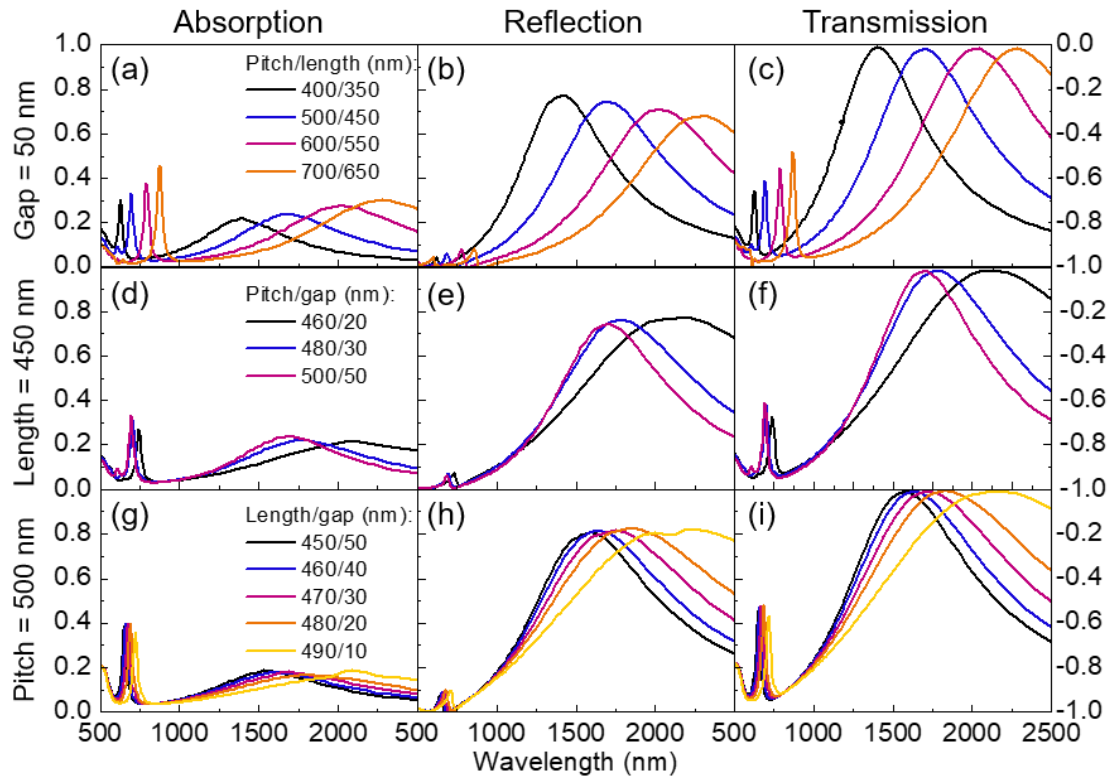 Absorption Reflection Transmission
Gap = 50 nm
1.0
0.8
0.6
0.4
0.2
0.0
(a)
Pitch/length (nm):
400/350
500/450
600/550
700/650
(b)
(c)
0.0
-0.2
-0.4
-0.6
-0.8
-1.0
Length = 450 nm
0.8
0.6
0.4
0.2
0.0
(d)
Pitch/gap (nm):
460/20
480/30
500/50
(e)
(f)
-0.2
-0.4
-0.6
-0.8
-1.0
Pitch = 500 nm
0.8
0.6
0.4
0.2
0.0
(g)
Length/gap (nm):
450/50
460/40
470/30
480/20
490/10
(h)
(i)
-0.2
-0.4
-0.6
-0.8
-1.0
500 1000 1500 2000 500 1000 1500 2000 500 1000 1500 2000 2500
Wavelength (nm)